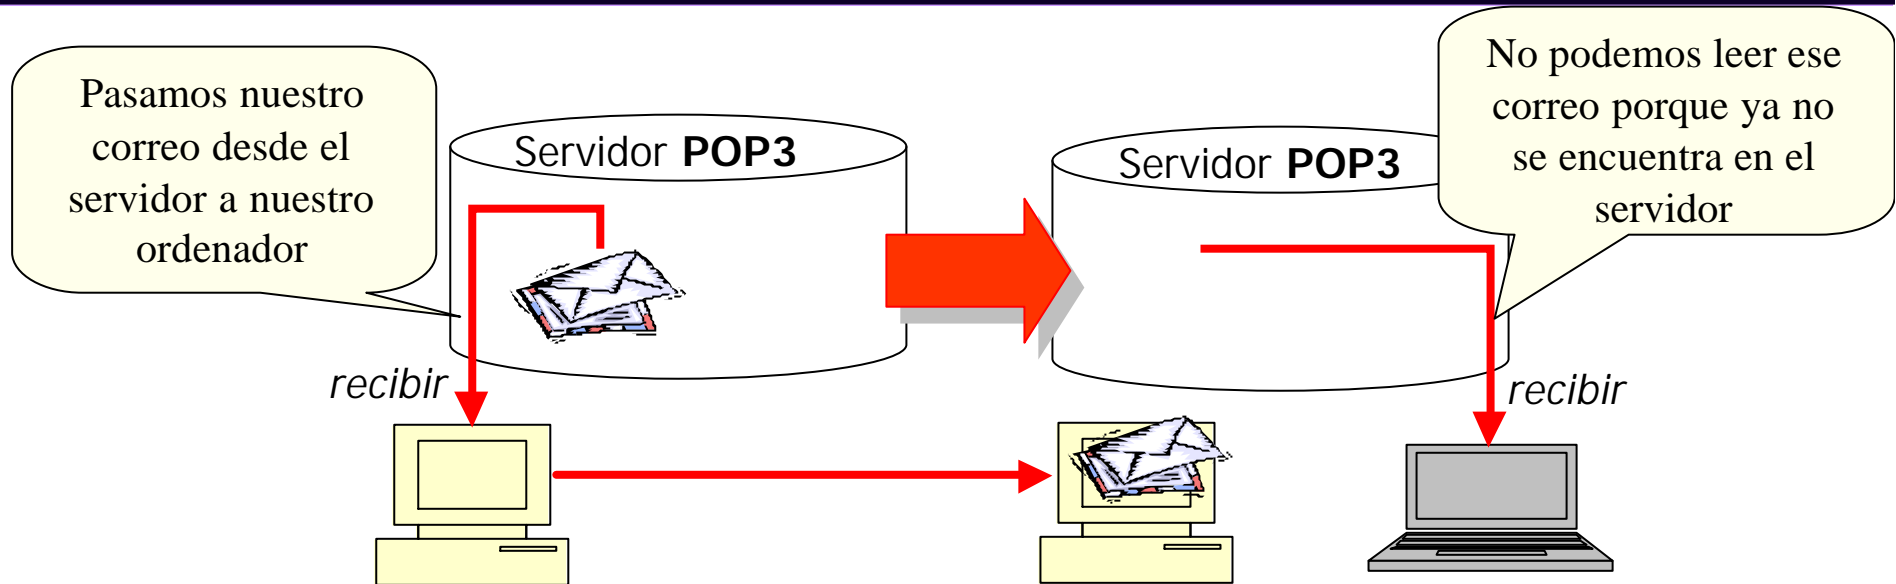 Pasamos nuestro
correo desde el
servidor a nuestro
ordenador
Servidor POP3
recibir
Servidor POP3
No podemos leer ese
correo porque ya no
se encuentra en el
servidor
recibir